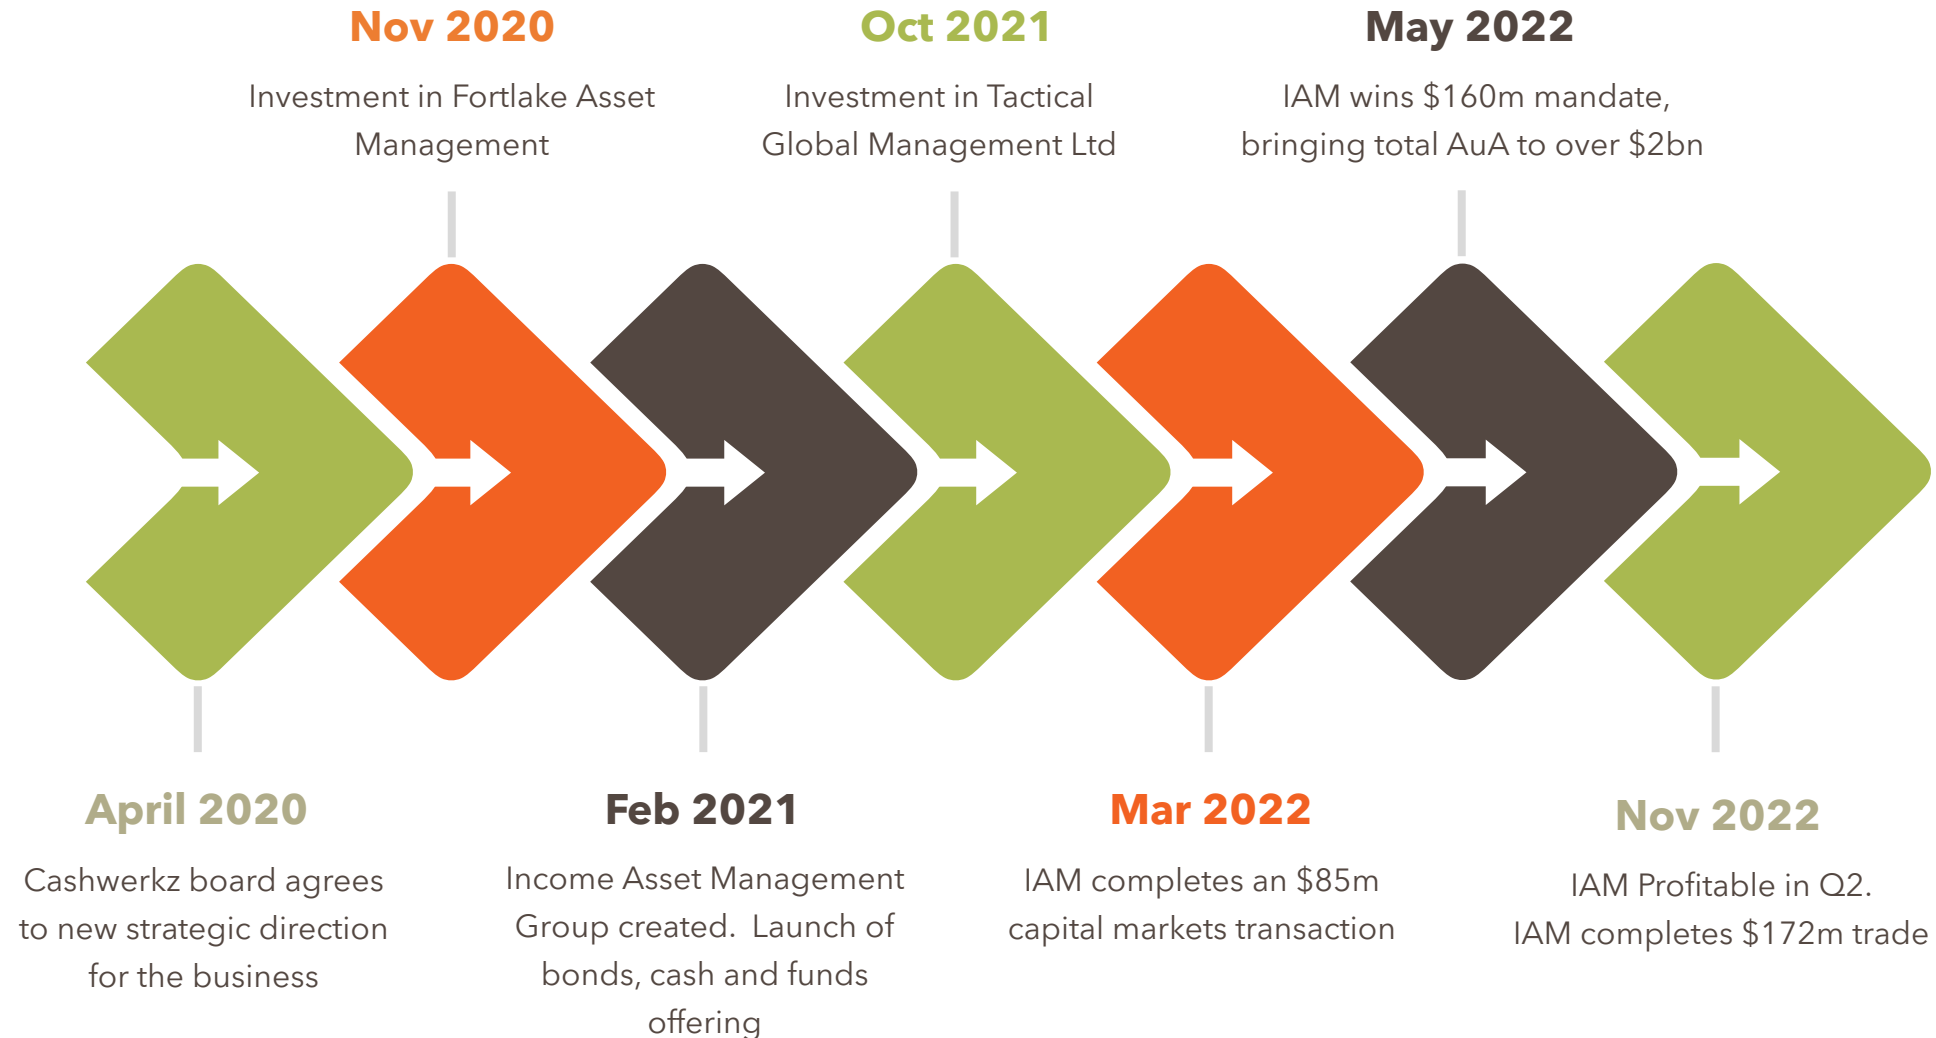 Nov 2020
Investment in Fortlake Asset
Management
Oct 2021
Investment in Tactical
Global Management Ltd
May 2022
IAM wins $160m mandate,
bringing total AuA to over $2bn
April 2020
Cashwerkz board agrees
to new strategic direction
for the business
Feb 2021
Income Asset Management
Group created.  Launch of
bonds, cash and funds
offering
Mar 2022
IAM completes an $85m
capital markets transaction
Nov 2022
IAM Profitable in Q2.
IAM completes $172m trade